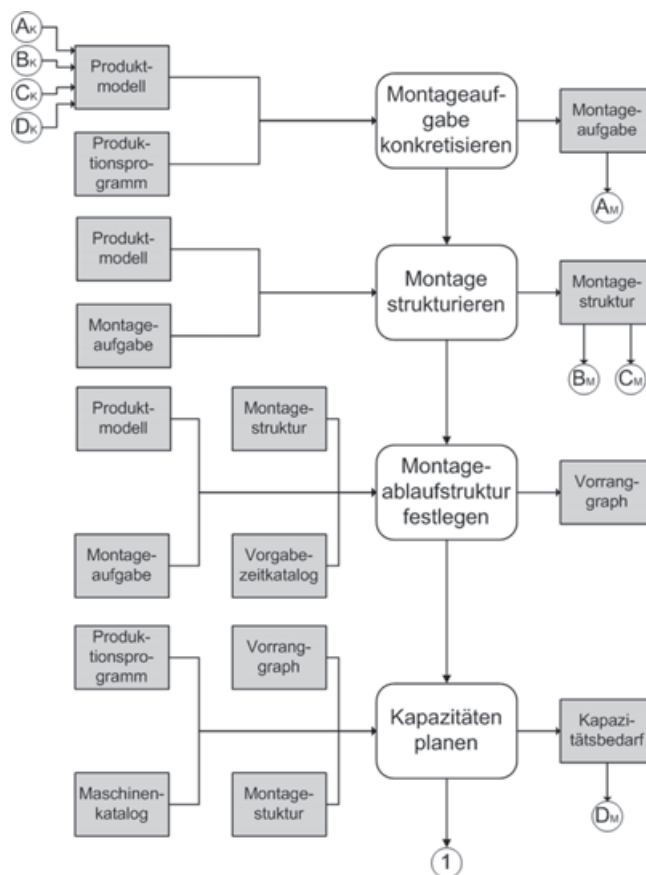 AK
BK
CK
DK
Produkt-
modell
Produk-
tionspro-
gramm
Montageauf-
gabe
konkretisieren
Montage-
aufgabe
AM
Produkt-
modell
Montage-
aufgabe
Montage
strukturieren
Montage-
struktur
BM
CM
Produkt-
modell
Montage-
struktur
Montage-
aufgabe
Vorgabe-
zeitkatalog
Montage-
ablaufstruktur
festlegen
Vorrang-
graph
Produk-
tionspro-
gramm
Vorrang-
graph
Maschinen-
katalog
Montage-
stuktur
Kapazitäten
planen
Kapazi-
tätsbedarf
DM
1